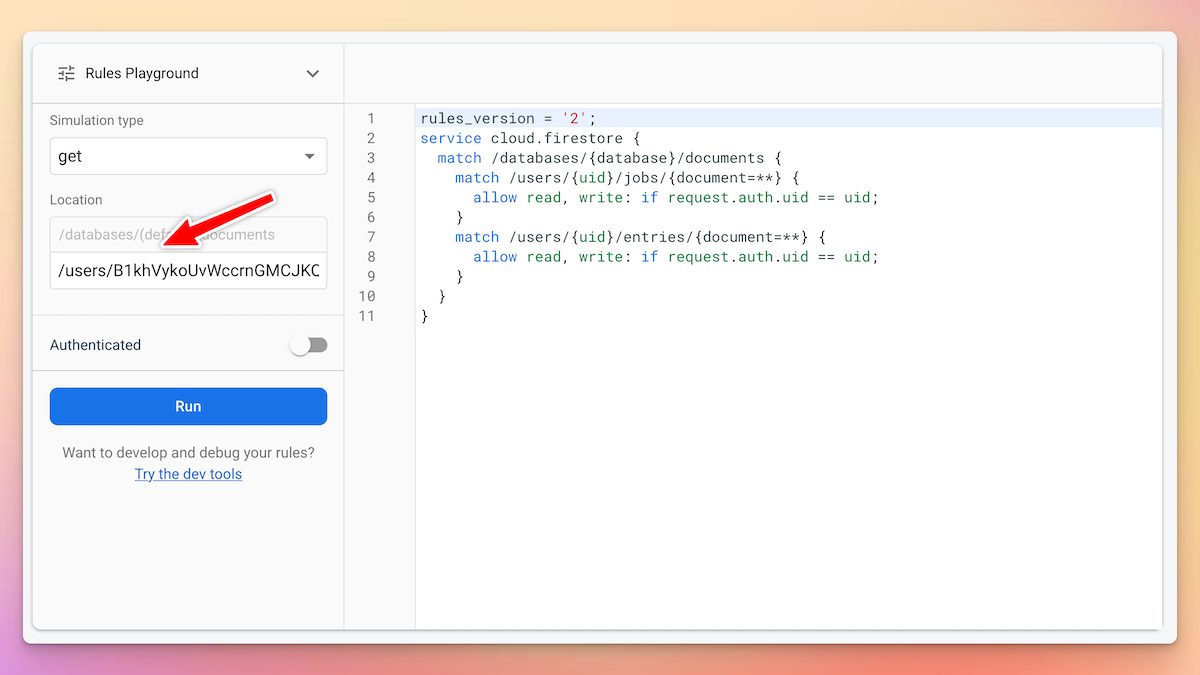 Rules Playground
Simulation type
get
Location
/databases/(def documents
/users/B1khVykoUvWccrnGMCJKC
Authenticated
Run
Want to develop and debug your rules?
Try the dev tools
1 rules_version = '2';
2 service cloud.firestore {
3 match /databases/{database}/documents {
4 match /users/{uid}/jobs/{document=**} {
5 allow read, write: if request.auth.uid == uid;
6 }
7 match /users/{uid}/entries/{document=**} {
8 allow read, write: if request.auth.uid == uid;
9 }
10 }
11 }